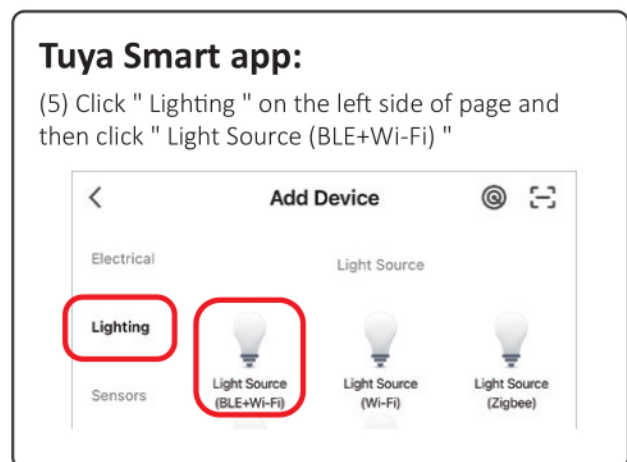 Tuya Smart app:
(5) Click " Lighting " on the left side of page and
then click " Light Source (BLE+Wi-Fi) "
Add Device
Electrical
Light Source
Lighting
Light Source
(BLE+Wi-Fi)
Light Source
(Wi-Fi)
Light Source
(Zigbee)
Sensors